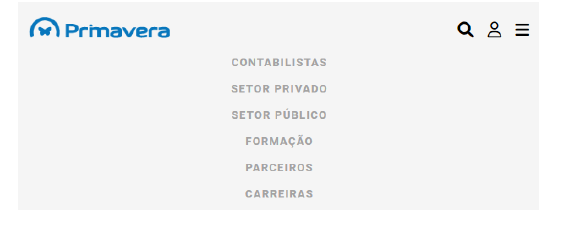 Primavera
CONTABILISTAS
SETOR PRIVADO
SETOR PÚBLICO
FORMAÇÃO
PARCEIROS
CARREIRAS